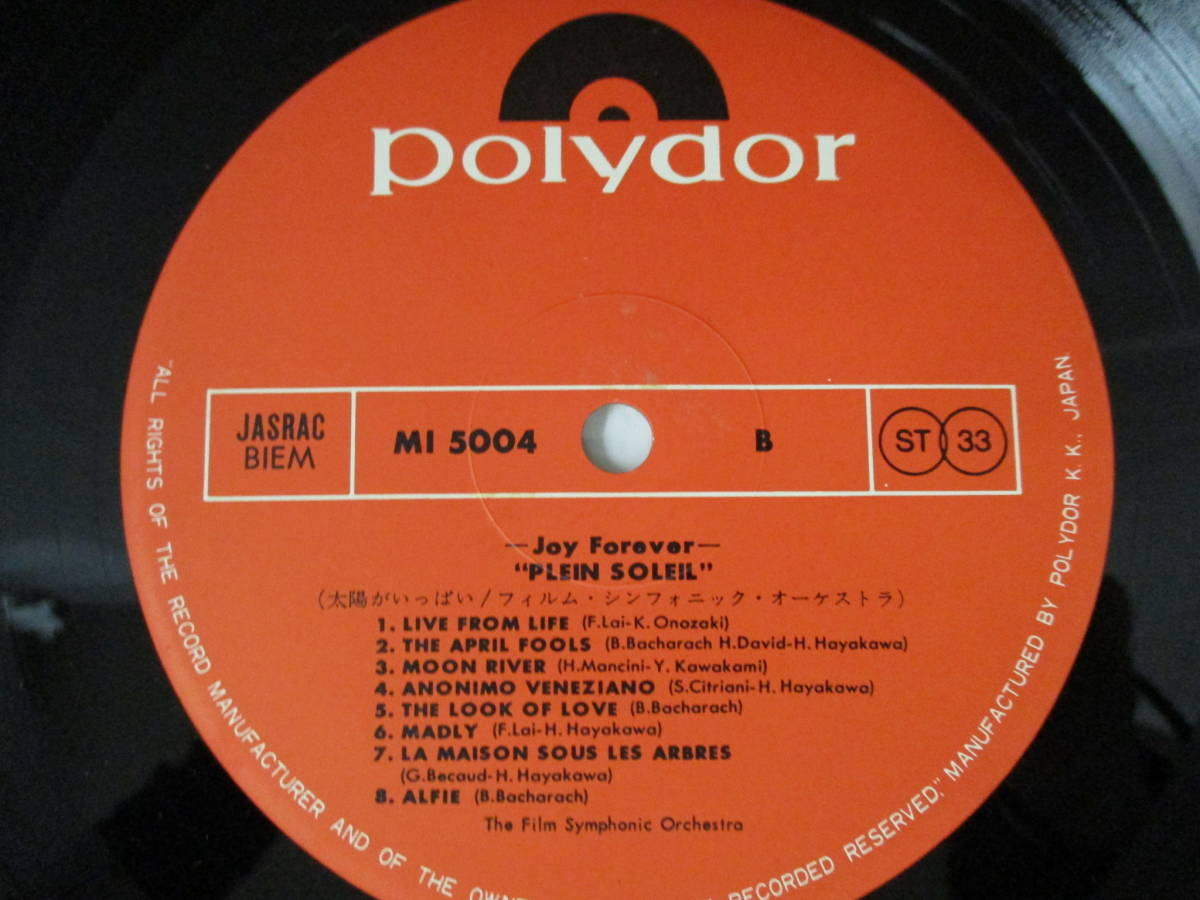 polydor
JASRAC
BIEM
MI 5004
B
ST 33
—Joy Forever—
"PLEIN SOLEIL"
(太陽がいっぱい/フィルム・シンフォニック・オーケストラ)
1. LIVE FROM LIFE (F.Lai-K. Onozaki)
2. THE APRIL FOOLS (B.Bacharach H.David-H. Hayakawa)
3. MOON RIVER (H.Mancini-Y. Kawakami)
4. ANONIMO VENEZIANO (S.Citriani-H. Hayakawa)
5. THE LOOK OF LOVE (B.Bacharach)
6. MADLY (F.Lai-H. Hayakawa)
7. LA MAISON SOUS LES ARBRES
(G.Becaud-H. Hayakawa)
8. ALFIE (B.Bacharach)
The Film Symphonic Orchestra
"ALL RIGHTS OF THE RECORD MANUFACTURER AND OF THE RECORDED RESERVED," MANUFACTURED BY POLYDOR K.K., JAPAN